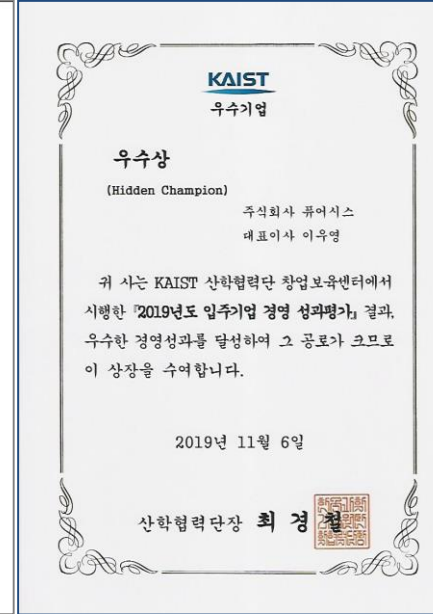 KAIST
우수기업
우수상
(Hidden Champion)
주식회사 퓨어시스
대표이사 이우영
귀 사는 KAIST 산학협력단 창업보육센터에서
시행한 『2019년도 입주기업 경영 성과평가』 결과,
우수한 경영성과를 달성하여 그 공로가 크므로
이 상장을 수여합니다.
2019년 11월 6일
산학협력단장 최 경 철